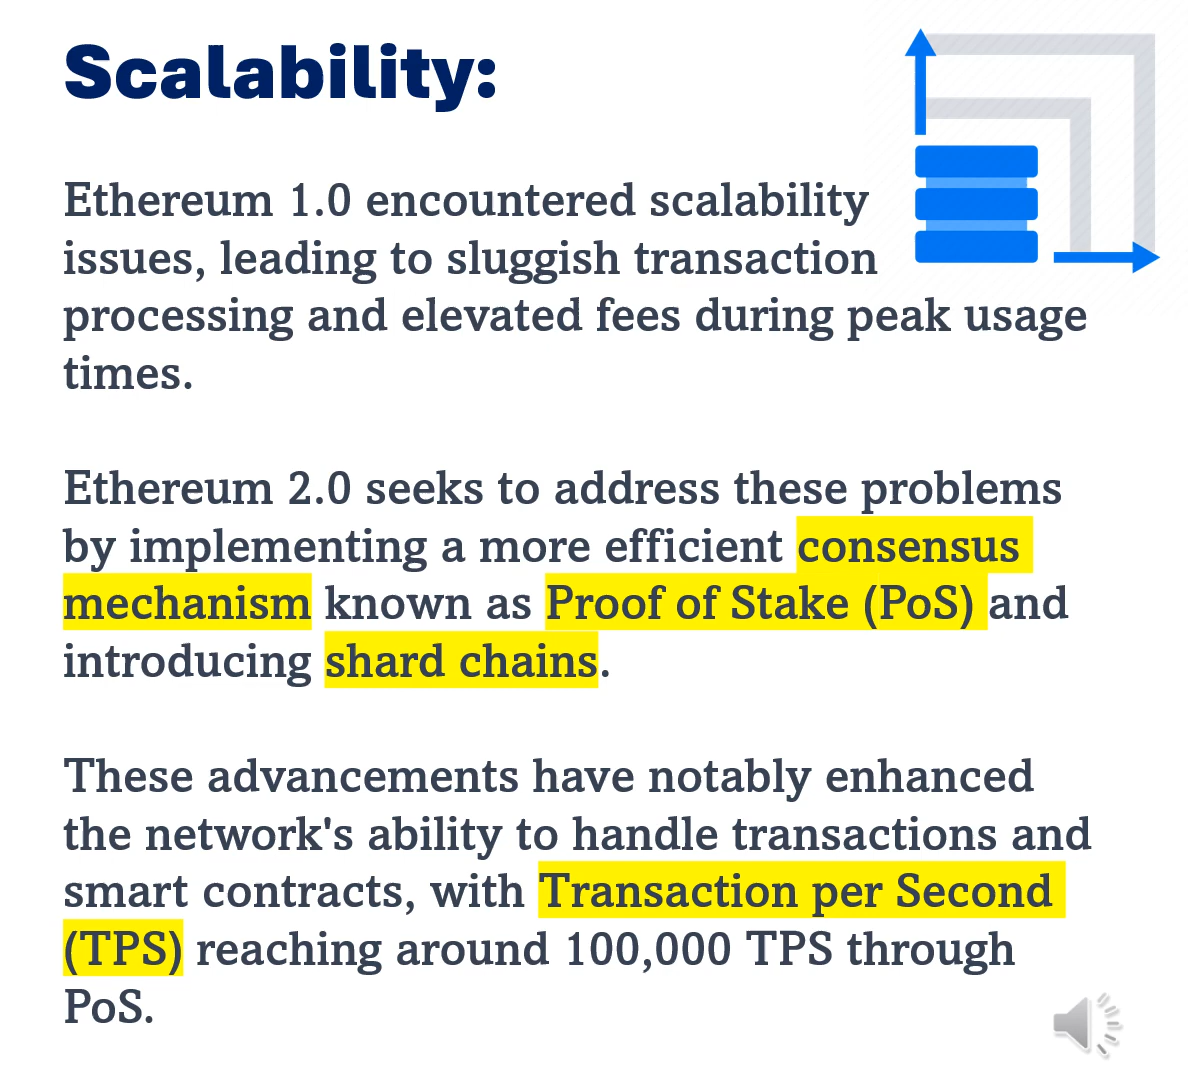 Scalability:
Ethereum 1.0 encountered scalability
issues, leading to sluggish transaction
processing and elevated fees during peak usage
times.
Ethereum 2.0 seeks to address these problems
by implementing a more efficient consensus
mechanism known as Proof of Stake (PoS) and
introducing shard chains.
These advancements have notably enhanced
the network's ability to handle transactions and
smart contracts, with Transaction per Second
(TPS) reaching around 100,000 TPS through
PoS.